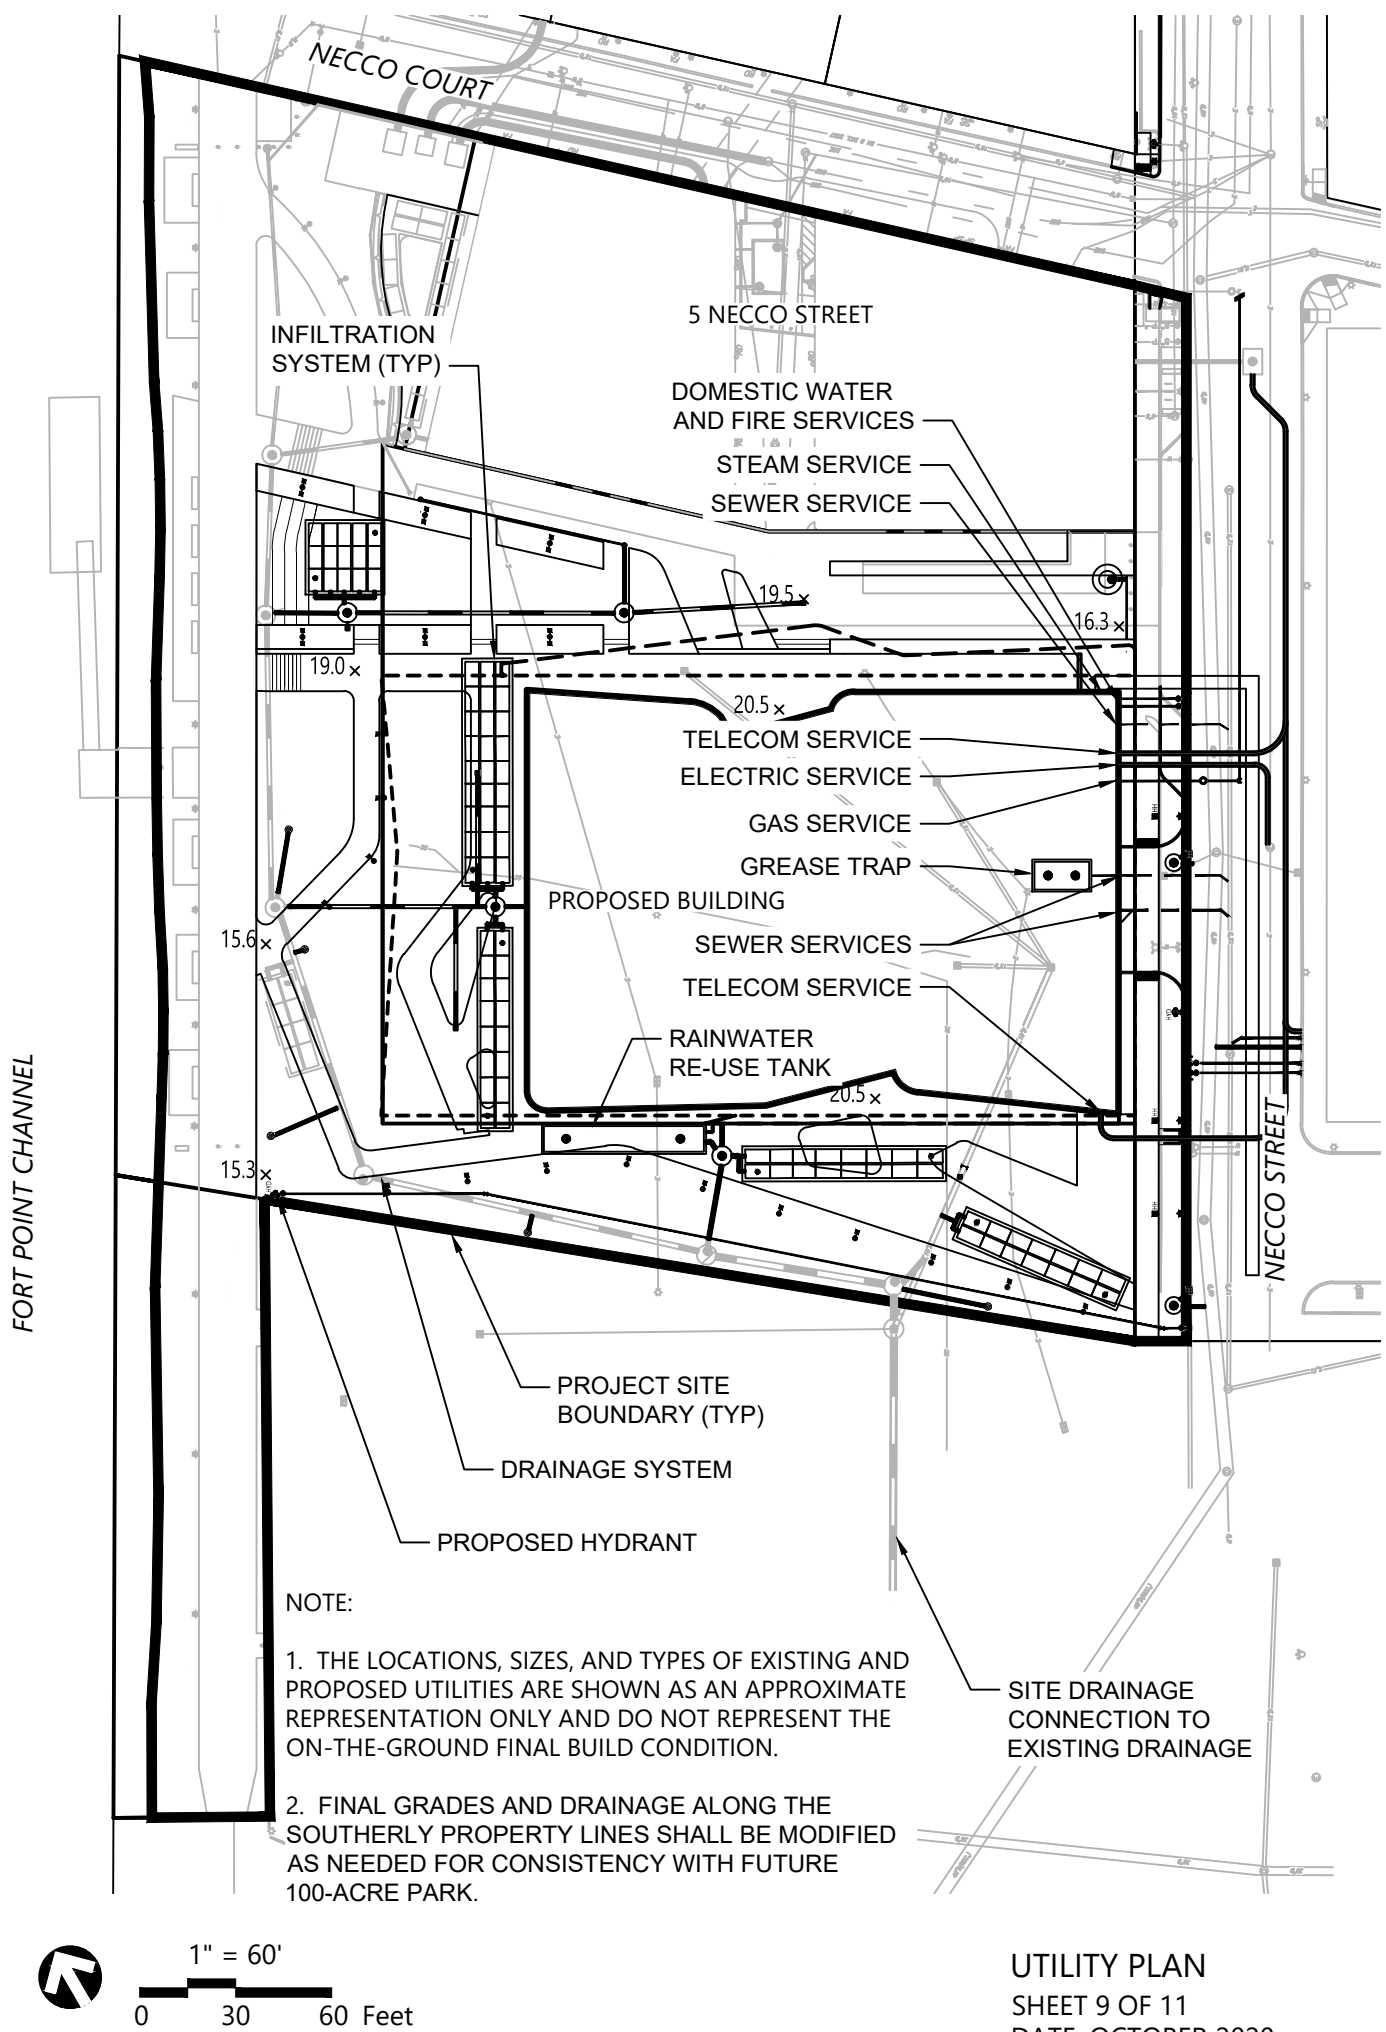 NECCO COURT
5 NECCO STREET
INFILTRATION
SYSTEM (TYP)
DOMESTIC WATER
AND FIRE SERVICES
STEAM SERVICE
SEWER SERVICE
19.5 ×
16.3 ×
19.0 ×
20.5 ×
TELECOM SERVICE
ELECTRIC SERVICE
GAS SERVICE
GREASE TRAP
PROPOSED BUILDING
15.6 ×
SEWER SERVICES
TELECOM SERVICE
RAINWATER
RE-USE TANK
20.5 ×
15.3 ×
FORT POINT CHANNEL
NECCO STREET
PROJECT SITE
BOUNDARY (TYP)
DRAINAGE SYSTEM
PROPOSED HYDRANT
NOTE:
1. THE LOCATIONS, SIZES, AND TYPES OF EXISTING AND
PROPOSED UTILITIES ARE SHOWN AS AN APPROXIMATE
REPRESENTATION ONLY AND DO NOT REPRESENT THE
ON-THE-GROUND FINAL BUILD CONDITION.
2. FINAL GRADES AND DRAINAGE ALONG THE
SOUTHERLY PROPERTY LINES SHALL BE MODIFIED
AS NEEDED FOR CONSISTENCY WITH FUTURE
100-ACRE PARK.
SITE DRAINAGE
CONNECTION TO
EXISTING DRAINAGE
1" = 60'
0 30 60 Feet
UTILITY PLAN
SHEET 9 OF 11
DATE: OCTOBER 2020